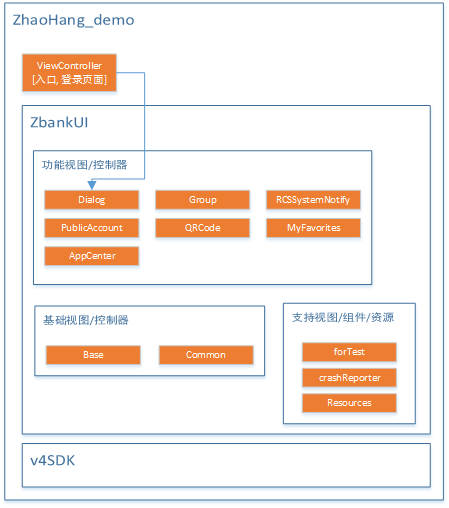 ZhaoHang_demo
ViewController
[入口, 登录页面]
ZbankUI
功能视图/控制器
Dialog
Group
RCSSystemNotify
PublicAccount
QRCode
MyFavorites
AppCenter
基础视图/控制器
Base
Common
支持视图/组件/资源
forTest
crashReporter
Resources
v4SDK